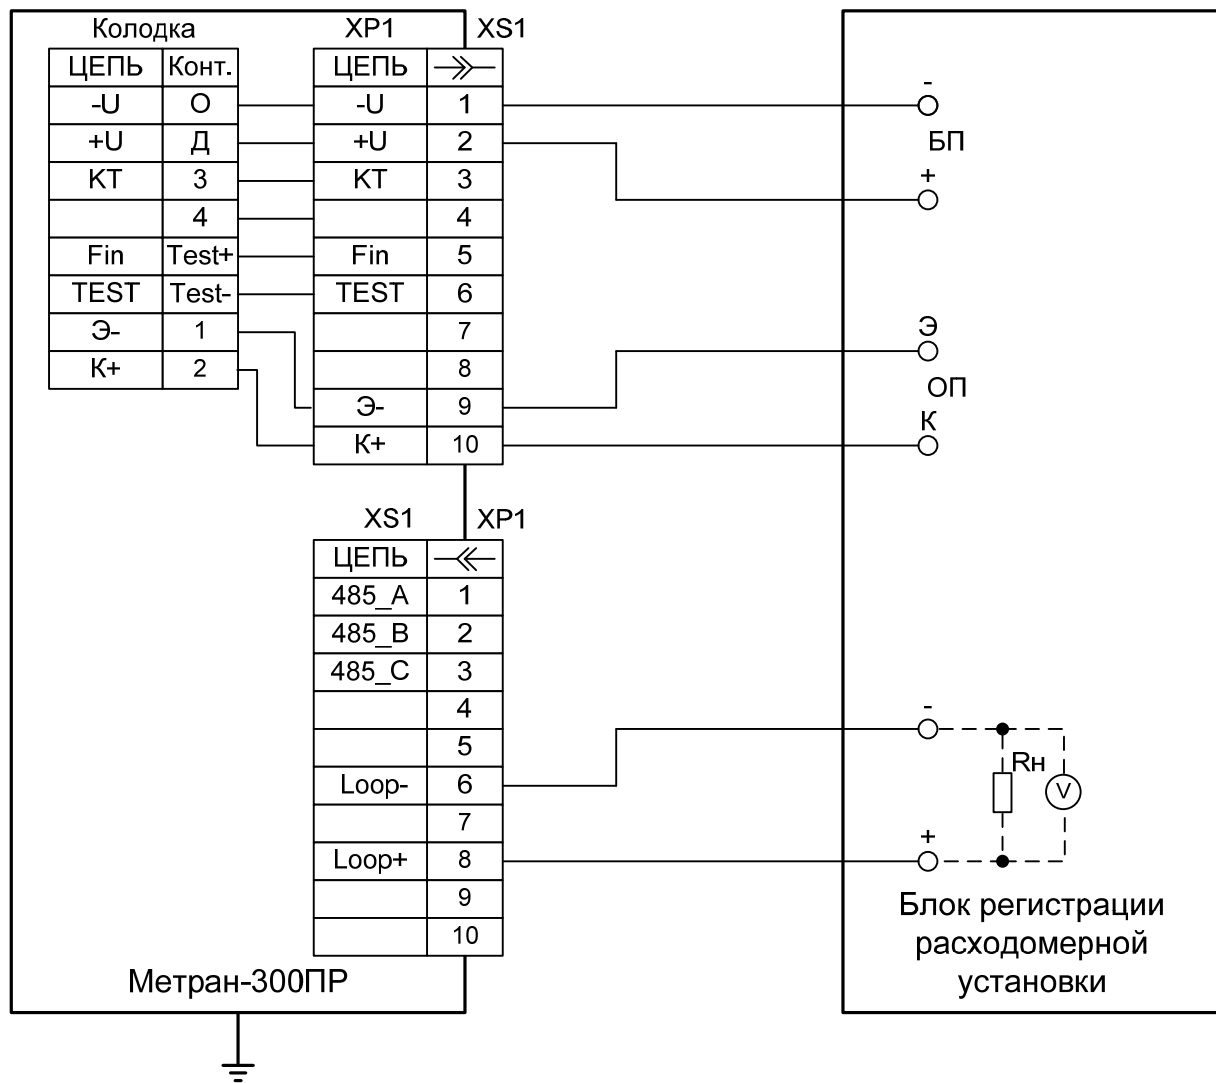 Колодка
ЦЕПЬ Конт.
-U О
+U Д
КТ 3
4
Fin Test+
TEST Test-
Э- 1
К+ 2
XP1 XS1
ЦЕПЬ
-U 1
+U 2
КТ 3
4
Fin 5
TEST 6
7
8
Э- 9
К+ 10
XS1 XP1
ЦЕПЬ
485_A 1
485_B 2
485_C 3
4
5
Loop- 6
7
Loop+ 8
9
10
Метран-300ПР
-
БП
+
Э
ОП
К
-
Rн
V
+
Блок регистрации
расходомерной
установки